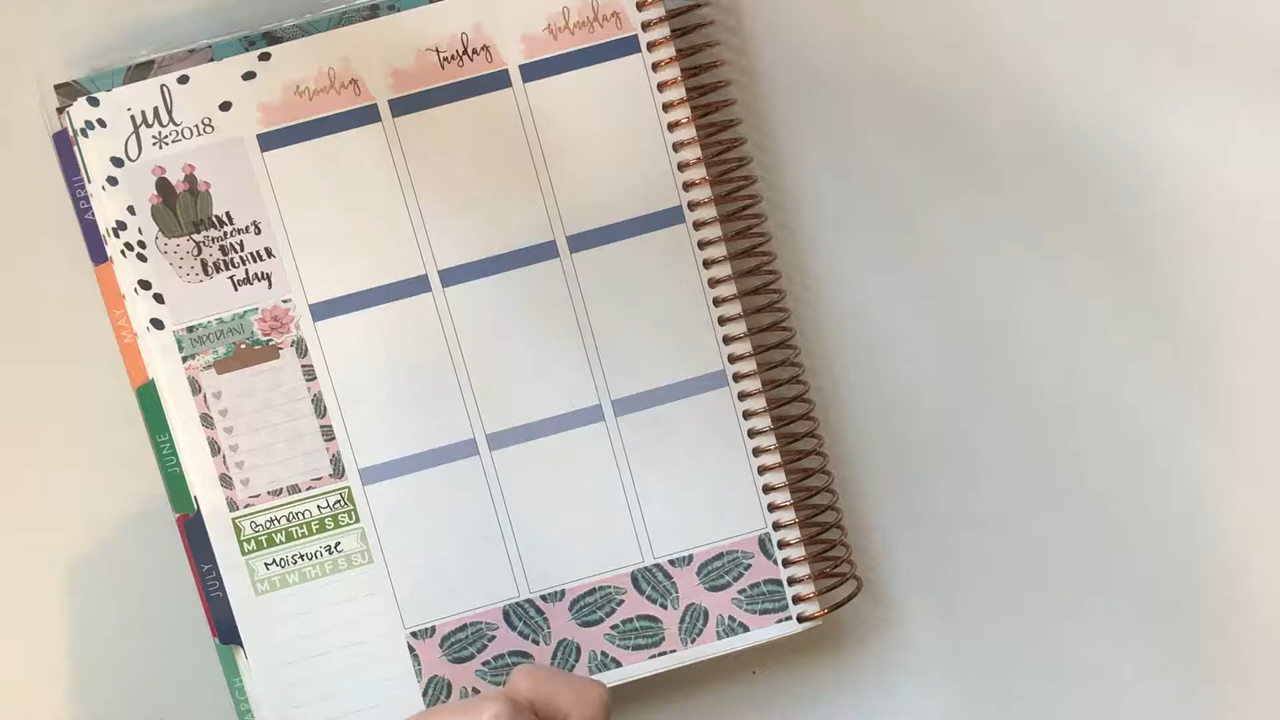 jul
*2018
monday
Tuesday
wednesday
MAKE
someone's
DAY
BRIGHTER
Today
IMPORTANT
Gotham Med
M T W TH F S SU
Moisturize
M T W TH F S SU
APRIL
MAY
JUNE
JULY